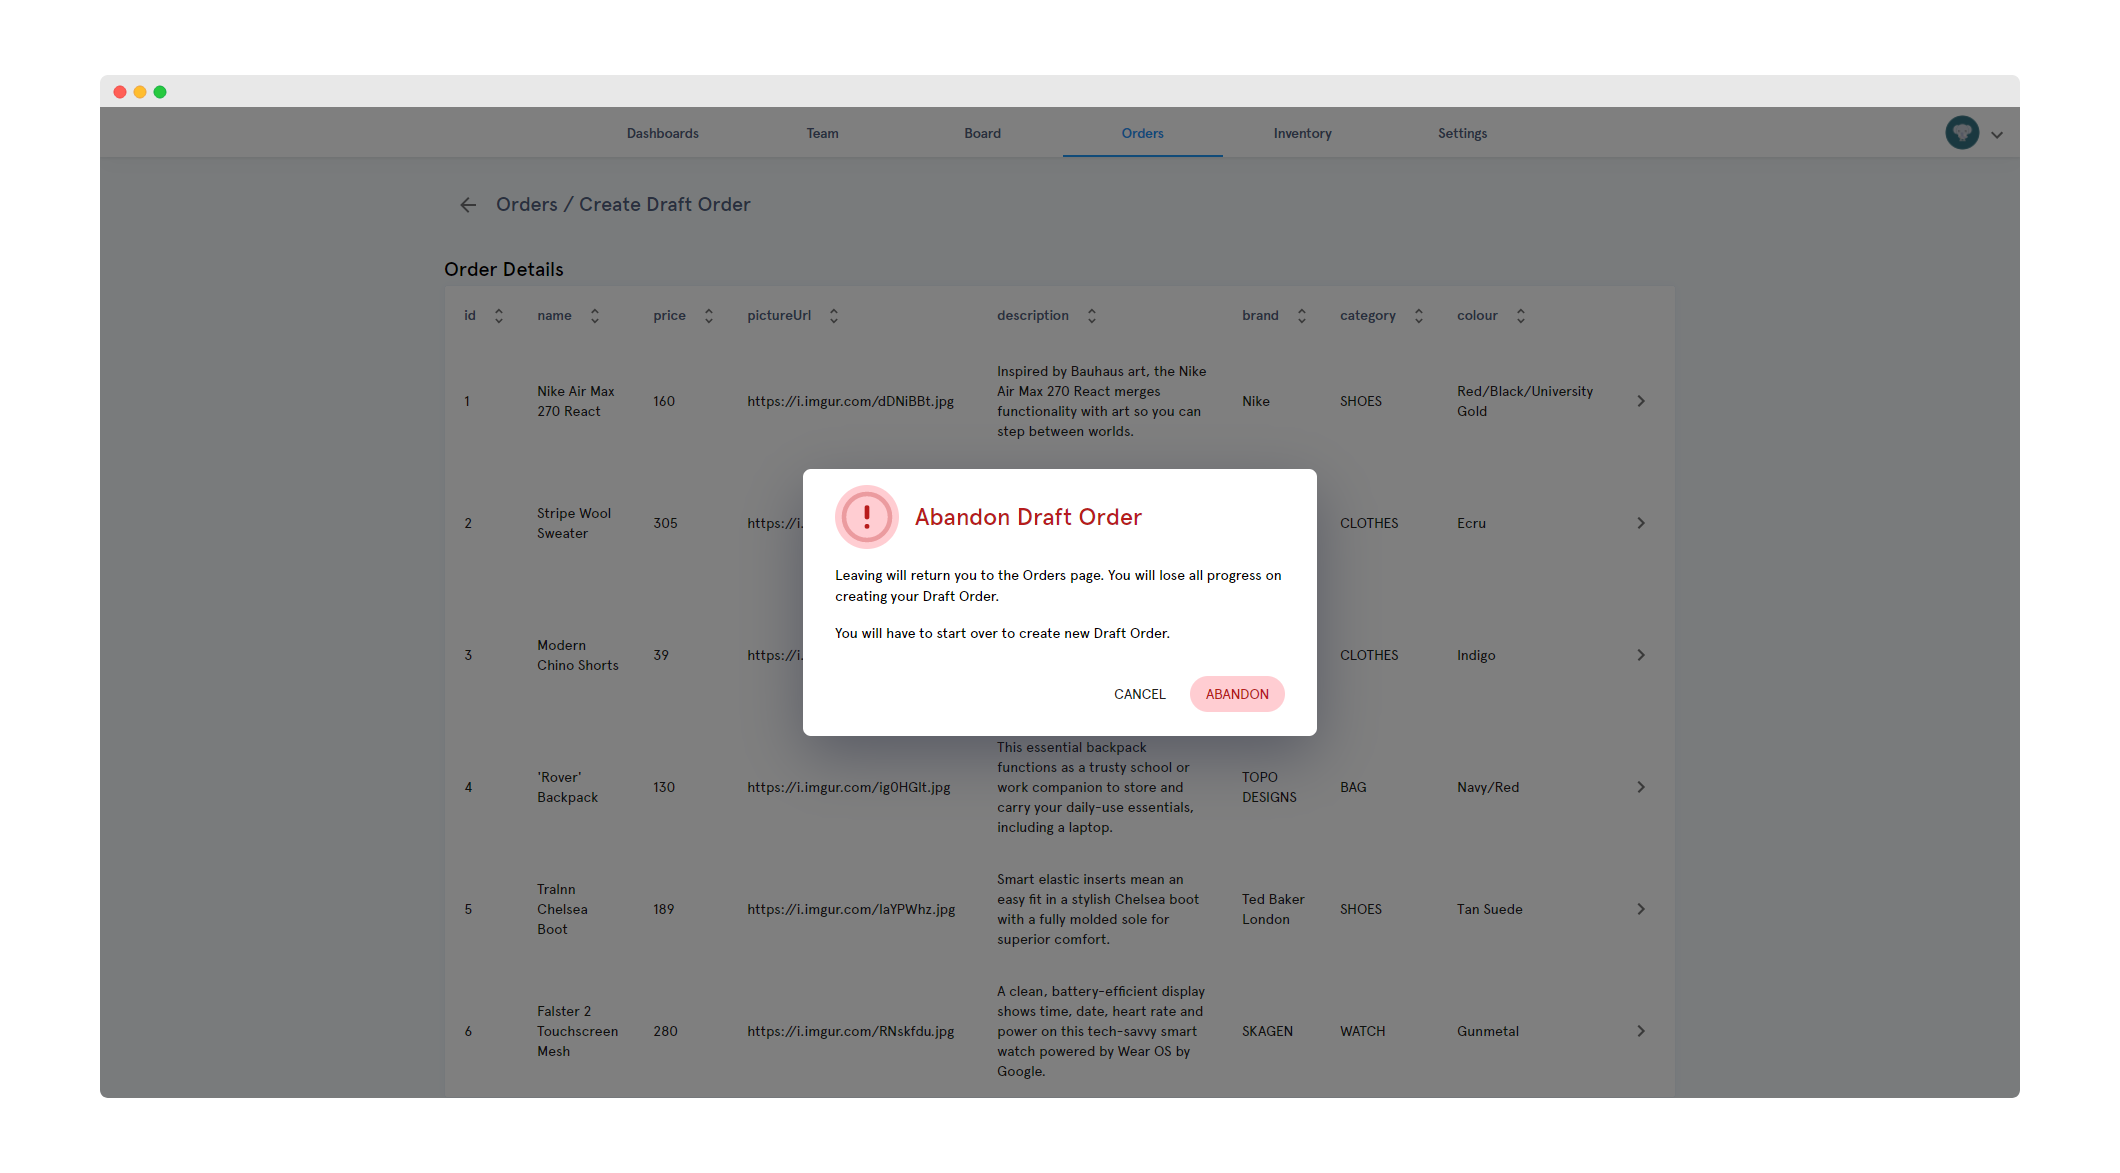 Dashboards Team Board Orders Inventory Settings
Orders / Create Draft Order
Order Details
id name price pictureUrl description brand category colour
Inspired by Bauhaus art, the Nike
Nike Air Max Air Max 270 React merges Red/Black/University
1 160 https://i.imgur.com/dDNiBBt.jpg Nike SHOES
270 React functionality with art so you can Gold
step between worlds.
Stripe Wool
2 305 https://i. CLOTHES Ecru
Sweater
Modern
3 39 https://i. CLOTHES Indigo
Chino Shorts
Abandon Draft Order
Leaving will return you to the Orders page. You will lose all progress on
creating your Draft Order.
You will have to start over to create new Draft Order.
CANCEL ABANDON
This essential backpack
functions as a trusty school or
'Rover' TOPO
4 130 https://i.imgur.com/ig0HGlt.jpg work companion to store and BAG Navy/Red
Backpack DESIGNS
carry your daily-use essentials,
including a laptop.
Smart elastic inserts mean an
Tralnn easy fit in a stylish Chelsea boot Ted Baker
5 Chelsea 189 https://i.imgur.com/laYPWhz.jpg SHOES Tan Suede
Boot with a fully molded sole for London
superior comfort.
A clean, battery-efficient display
Falster 2 shows time, date, heart rate and
6 Touchscreen 280 https://i.imgur.com/RNskfdu.jpg power on this tech-savvy smart SKAGEN WATCH Gunmetal
Mesh watch powered by Wear OS by
Google.